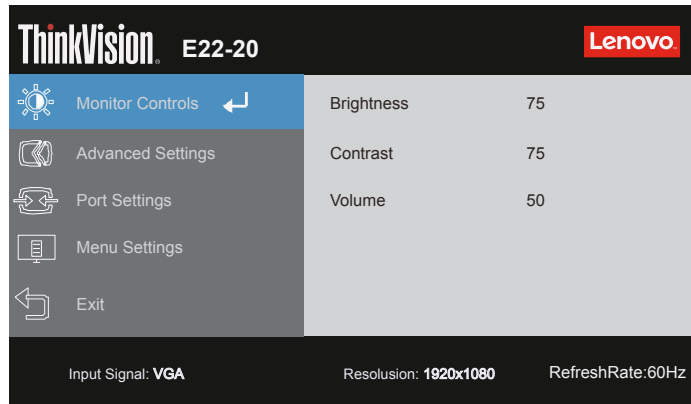 ThinkVision. E22-20 Lenovo.
Monitor Controls Brightness 75
Advanced Settings Contrast 75
Port Settings Volume 50
Menu Settings
Exit
Input Signal: VGA Resolusion: 1920x1080 RefreshRate:60Hz